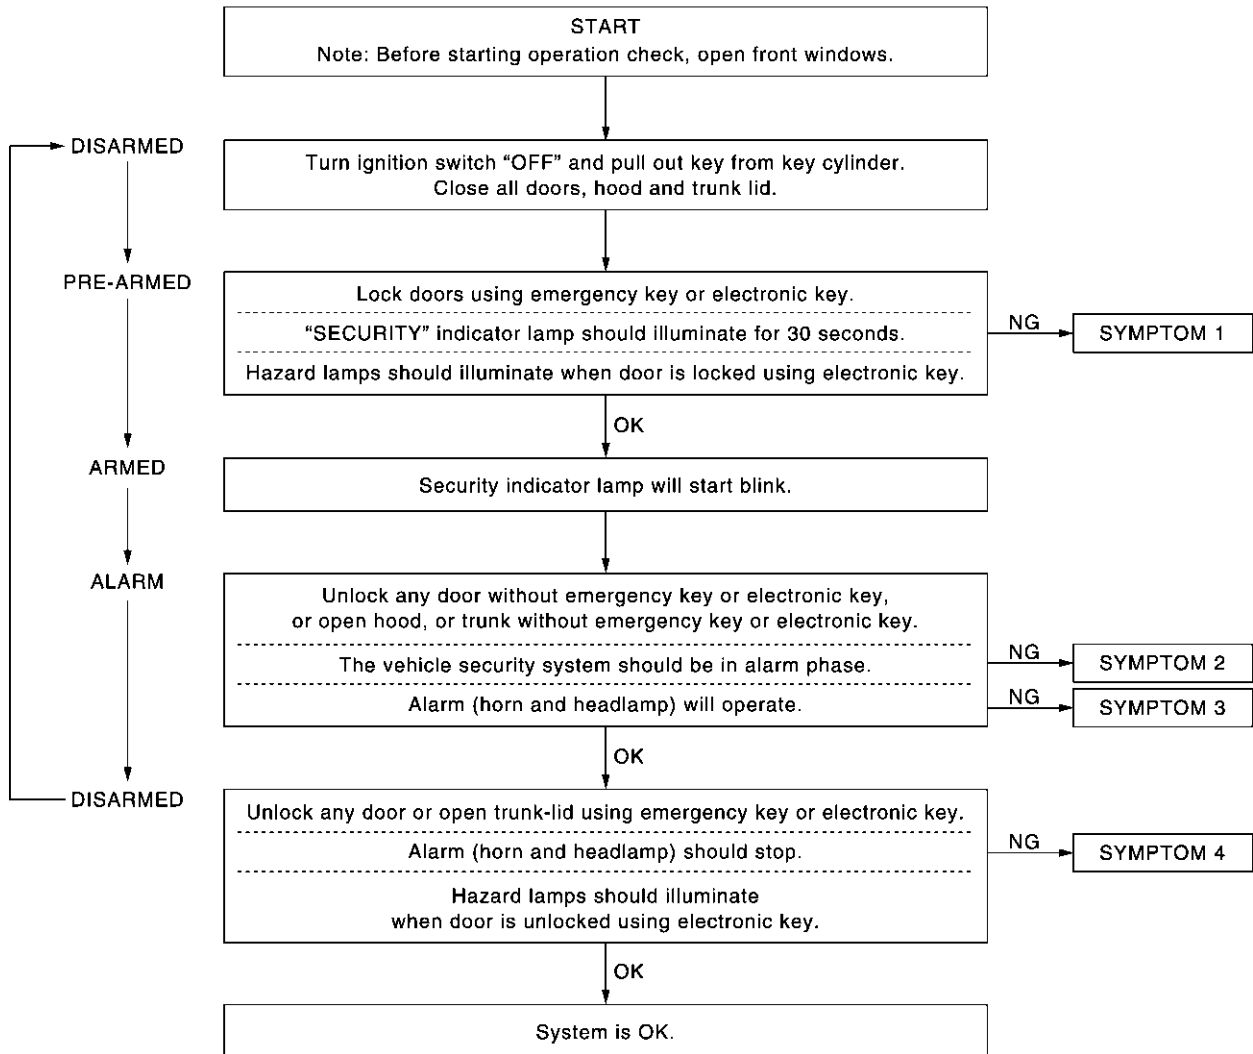 START
Note: Before starting operation check, open front windows.
DISARMED
Turn ignition switch “OFF” and pull out key from key cylinder.
Close all doors, hood and trunk lid.
PRE-ARMED
Lock doors using emergency key or electronic key.
“SECURITY” indicator lamp should illuminate for 30 seconds.
NG
SYMPTOM 1
Hazard lamps should illuminate when door is locked using electronic key.
OK
ARMED
Security indicator lamp will start blink.
ALARM
Unlock any door without emergency key or electronic key,
or open hood, or trunk without emergency key or electronic key.
The vehicle security system should be in alarm phase.
NG
SYMPTOM 2
Alarm (horn and headlamp) will operate.
NG
SYMPTOM 3
OK
DISARMED
Unlock any door or open trunk-lid using emergency key or electronic key.
Alarm (horn and headlamp) should stop.
NG
SYMPTOM 4
Hazard lamps should illuminate
when door is unlocked using electronic key.
OK
System is OK.